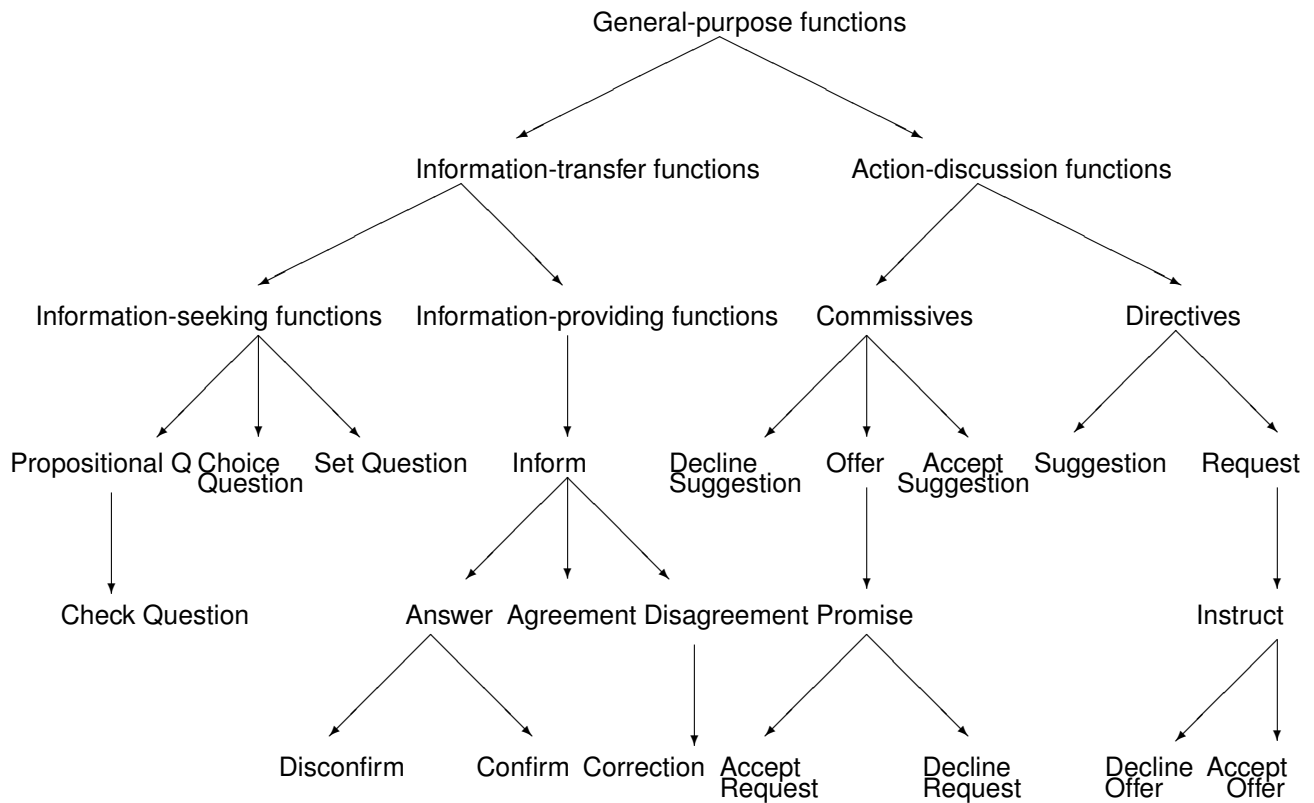 General-purpose functions
Information-transfer functions Action-discussion functions
Information-seeking functions Information-providing functions Commissives Directives
Propositional Q Choice Question Set Question Inform Decline Suggestion Offer Accept Suggestion Suggestion Request
Check Question Answer Agreement Disagreement Promise Instruct
Disconfirm Confirm Correction Accept Request Decline Request Decline Offer Accept Offer